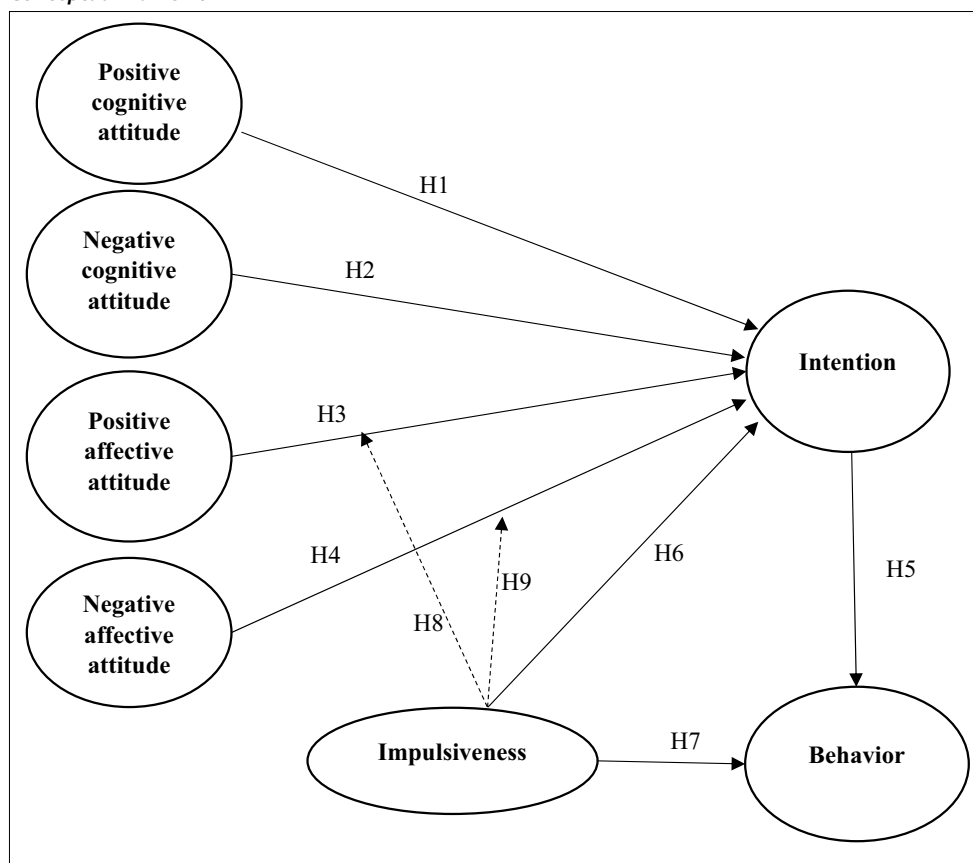 Positive
cognitive
attitude
H1
Negative
cognitive
attitude
H2
Intention
Positive
affective
attitude
H3
H4
H6
H5
H9
H8
Negative
affective
attitude
Impulsiveness
H7
Behavior